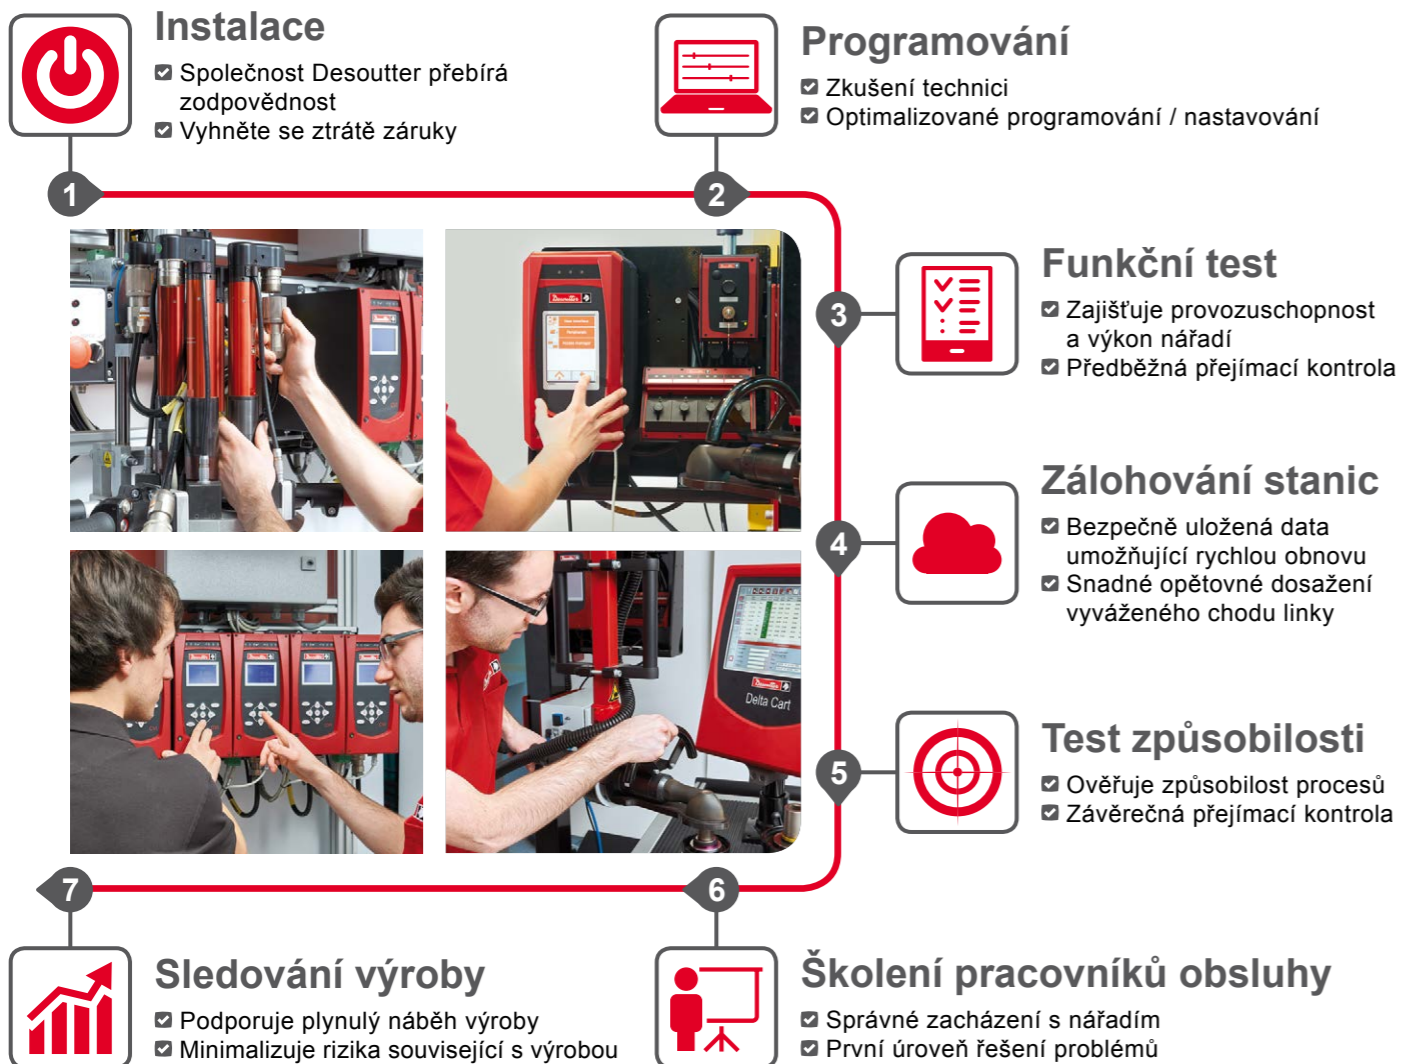 Instalace
Společnost Desoutter přebírá
zodpovědnost
Vyhněte se ztrátě záruky
1
Programování
Zkušení technici
Optimalizované programování / nastavování
2
Funkční test
Zajišťuje provozuschopnost
a výkon nářadí
Předběžná přejímací kontrola
3
Zálohování stanic
Bezpečně uložená data
umožňující rychlou obnovu
Snadné opětovné dosažení
vyváženého chodu linky
4
Delta Cart
Test způsobilosti
Ověřuje způsobilost procesů
Závěrečná přejímací kontrola
5
6
Školení pracovníků obsluhy
Správné zacházení s nářadím
První úroveň řešení problémů
7
Sledování výroby
Podporuje plynulý náběh výroby
Minimalizuje rizika související s výrobou